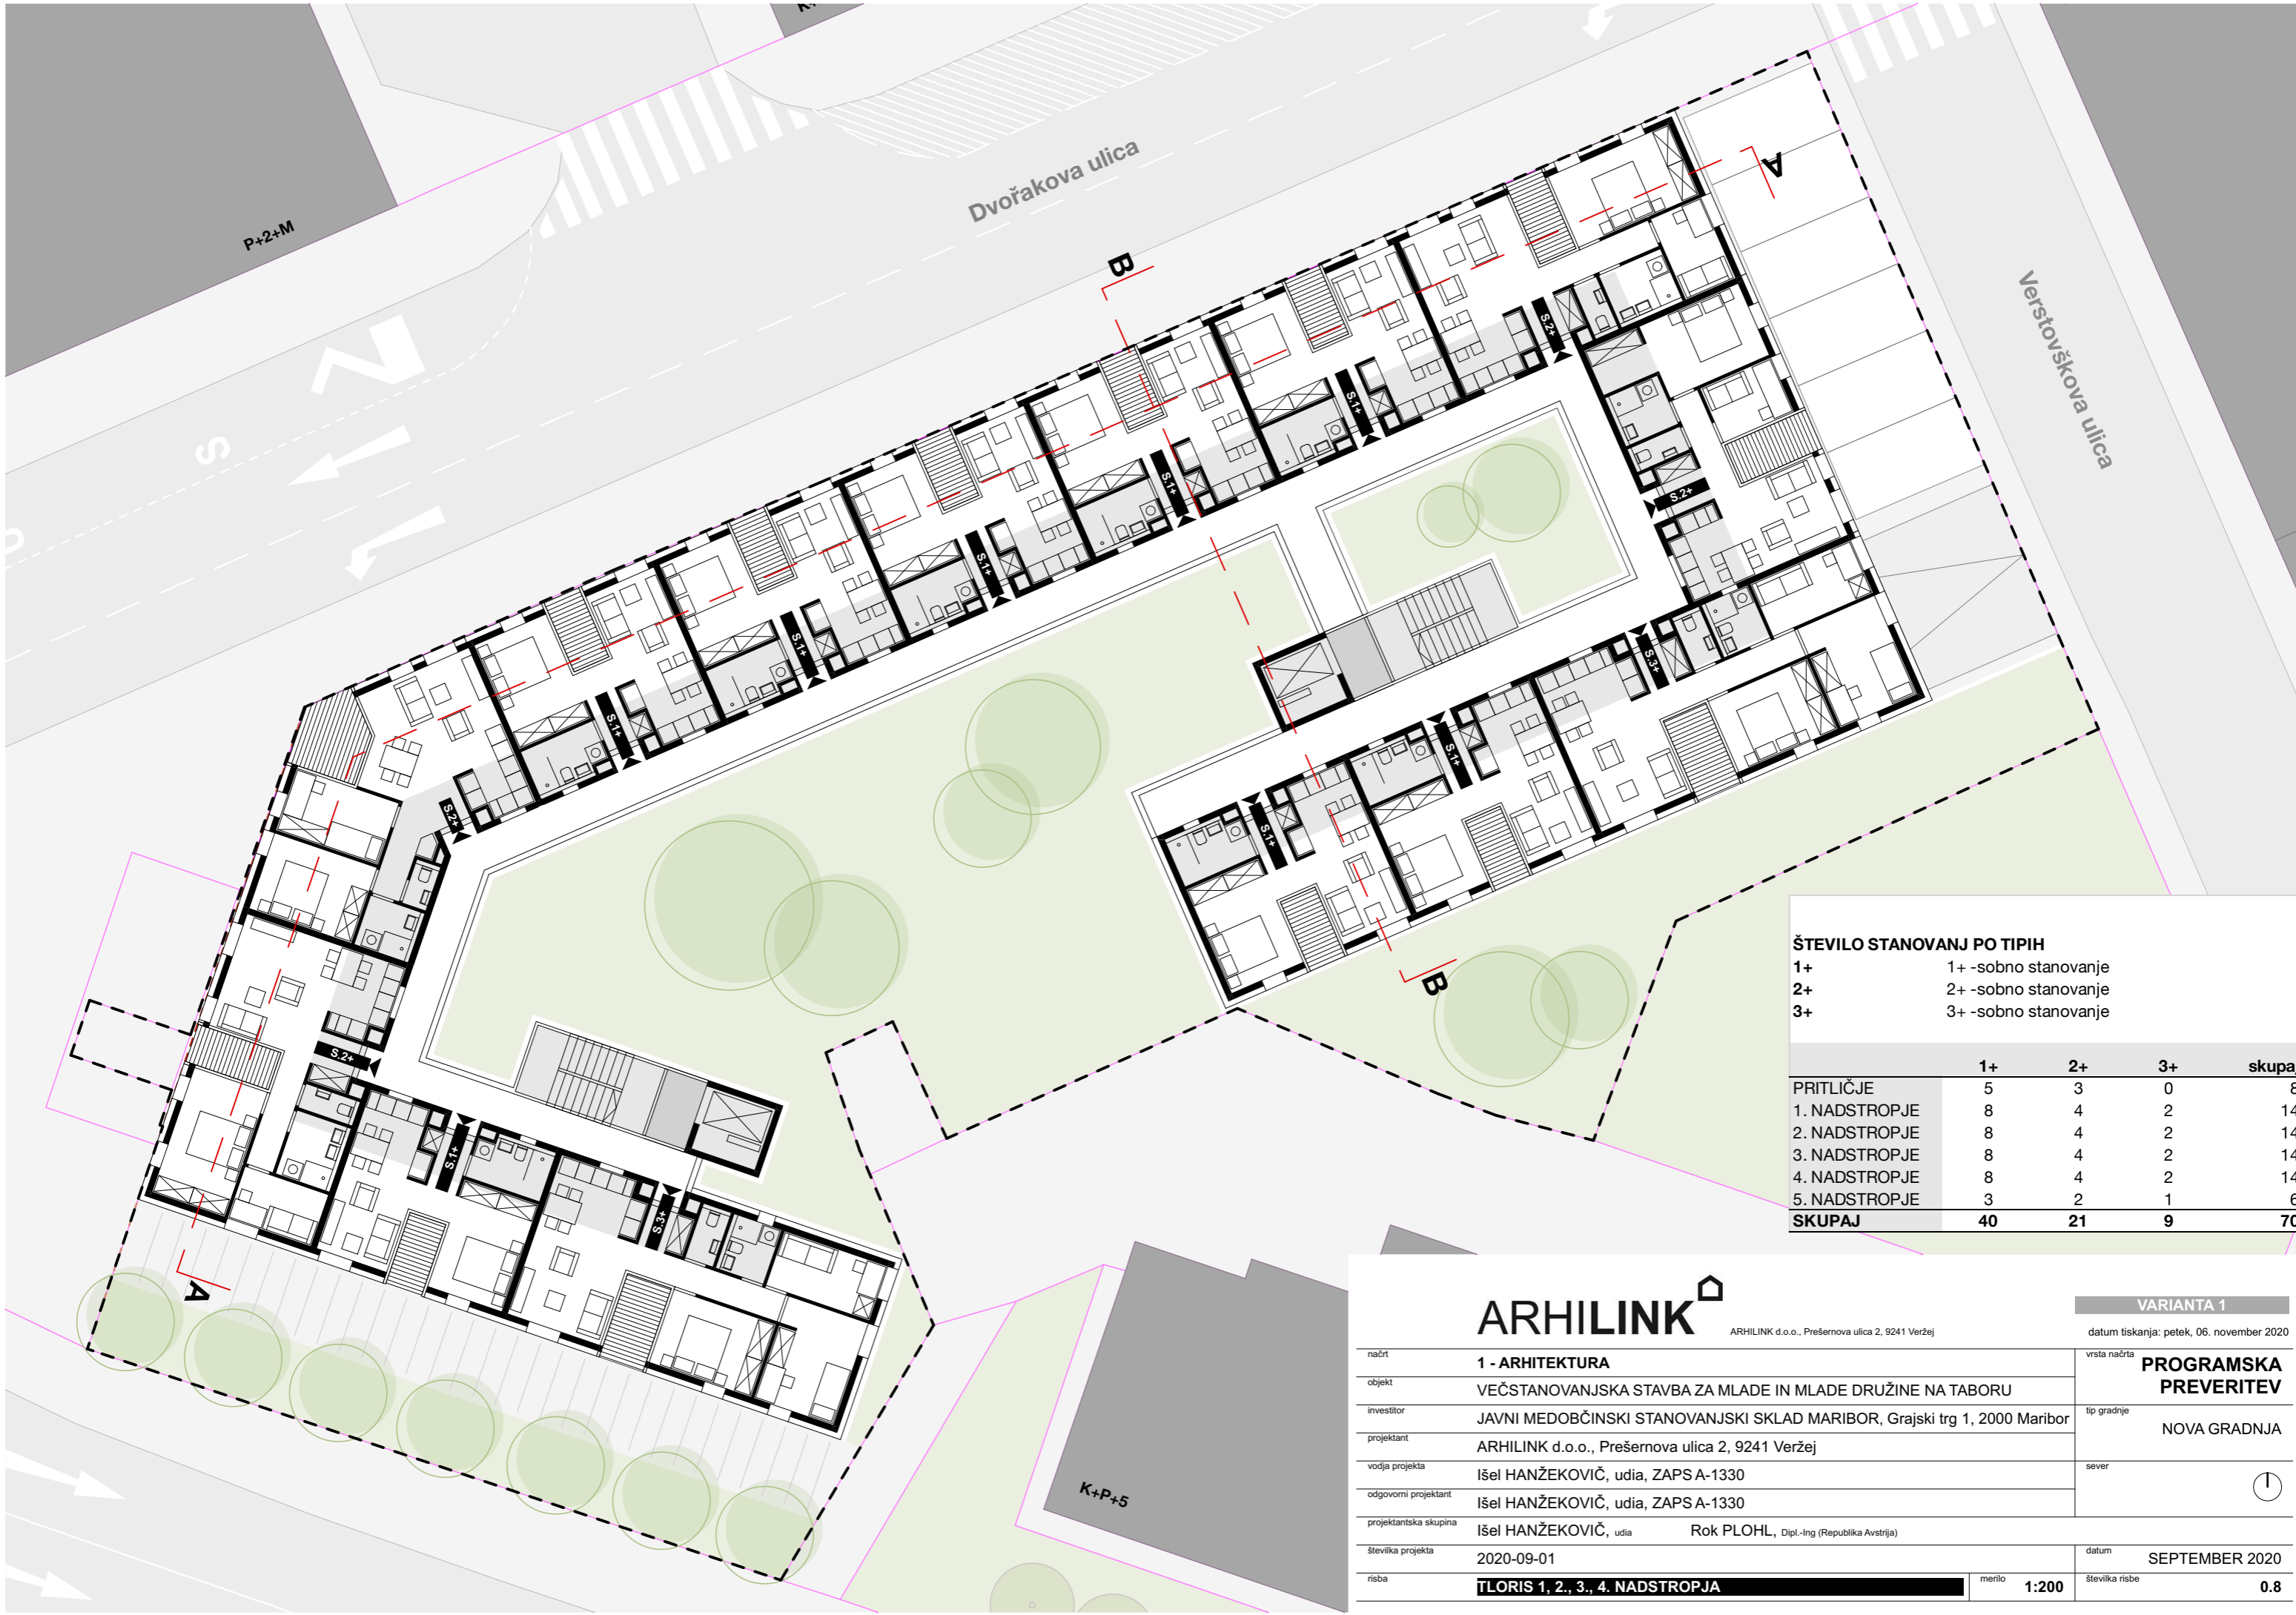 P+2+M
Dvořakova ulica
Verstovškova ulica
S
A
B
S.2+
S.1+
S.1+
S.1+
S.1+
S.1+
S.2+
S.2+
S.3+
S.1+
S.1+
S.2+
S.1+
S.3+
B
A
K+P+5
ŠTEVILO STANOVANJ PO TIPIH
1+ 1+ -sobno stanovanje
2+ 2+ -sobno stanovanje
3+ 3+ -sobno stanovanje
1+ 2+ 3+ skupaj
PRITLIČJE 5 3 0 8
1. NADSTROPJE 8 4 2 14
2. NADSTROPJE 8 4 2 14
3. NADSTROPJE 8 4 2 14
4. NADSTROPJE 8 4 2 14
5. NADSTROPJE 3 2 1 6
SKUPAJ 40 21 9 70
ARHILINK
ARHILINK d.o.o., Prešernova ulica 2, 9241 Veržej
VARIANTA 1
datum tiskanja: petek, 06. november 2020
načrt 1 - ARHITEKTURA
vrsta načrta PROGRAMSKA
PREVERITEV
objekt VEČSTANOVANJSKA STAVBA ZA MLADE IN MLADE DRUŽINE NA TABORU
investitor JAVNI MEDOBČINSKI STANOVANJSKI SKLAD MARIBOR, Grajski trg 1, 2000 Maribor
tip gradnje NOVA GRADNJA
projektant ARHILINK d.o.o., Prešernova ulica 2, 9241 Veržej
vodja projekta Išel HANŽEKOVIČ, udia, ZAPS A-1330
sever
odgovorni projektant Išel HANŽEKOVIČ, udia, ZAPS A-1330
projektantska skupina Išel HANŽEKOVIČ, udia Rok PLOHL, Dipl.-Ing (Republika Avstrija)
številka projekta 2020-09-01
datum SEPTEMBER 2020
risba TLORIS 1, 2., 3., 4. NADSTROPJA
merilo 1:200
številka risbe 0.8